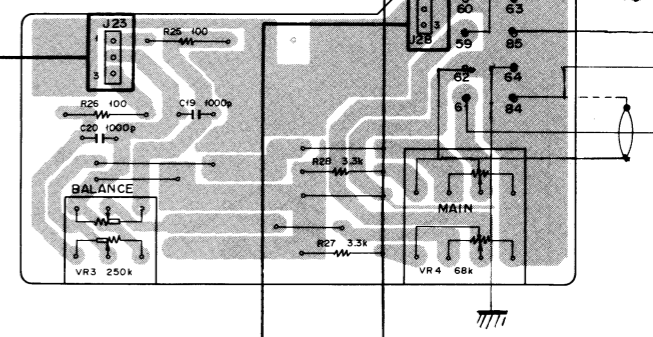 60 63
J23
R25 100
1
3
J28
3
59 85
62 64
R26 100
C19 1000p
61 84
C20 1000p
R28 3.3k
BALANCE
MAIN
R27 3.3k
VR3 250k
VR4 68k